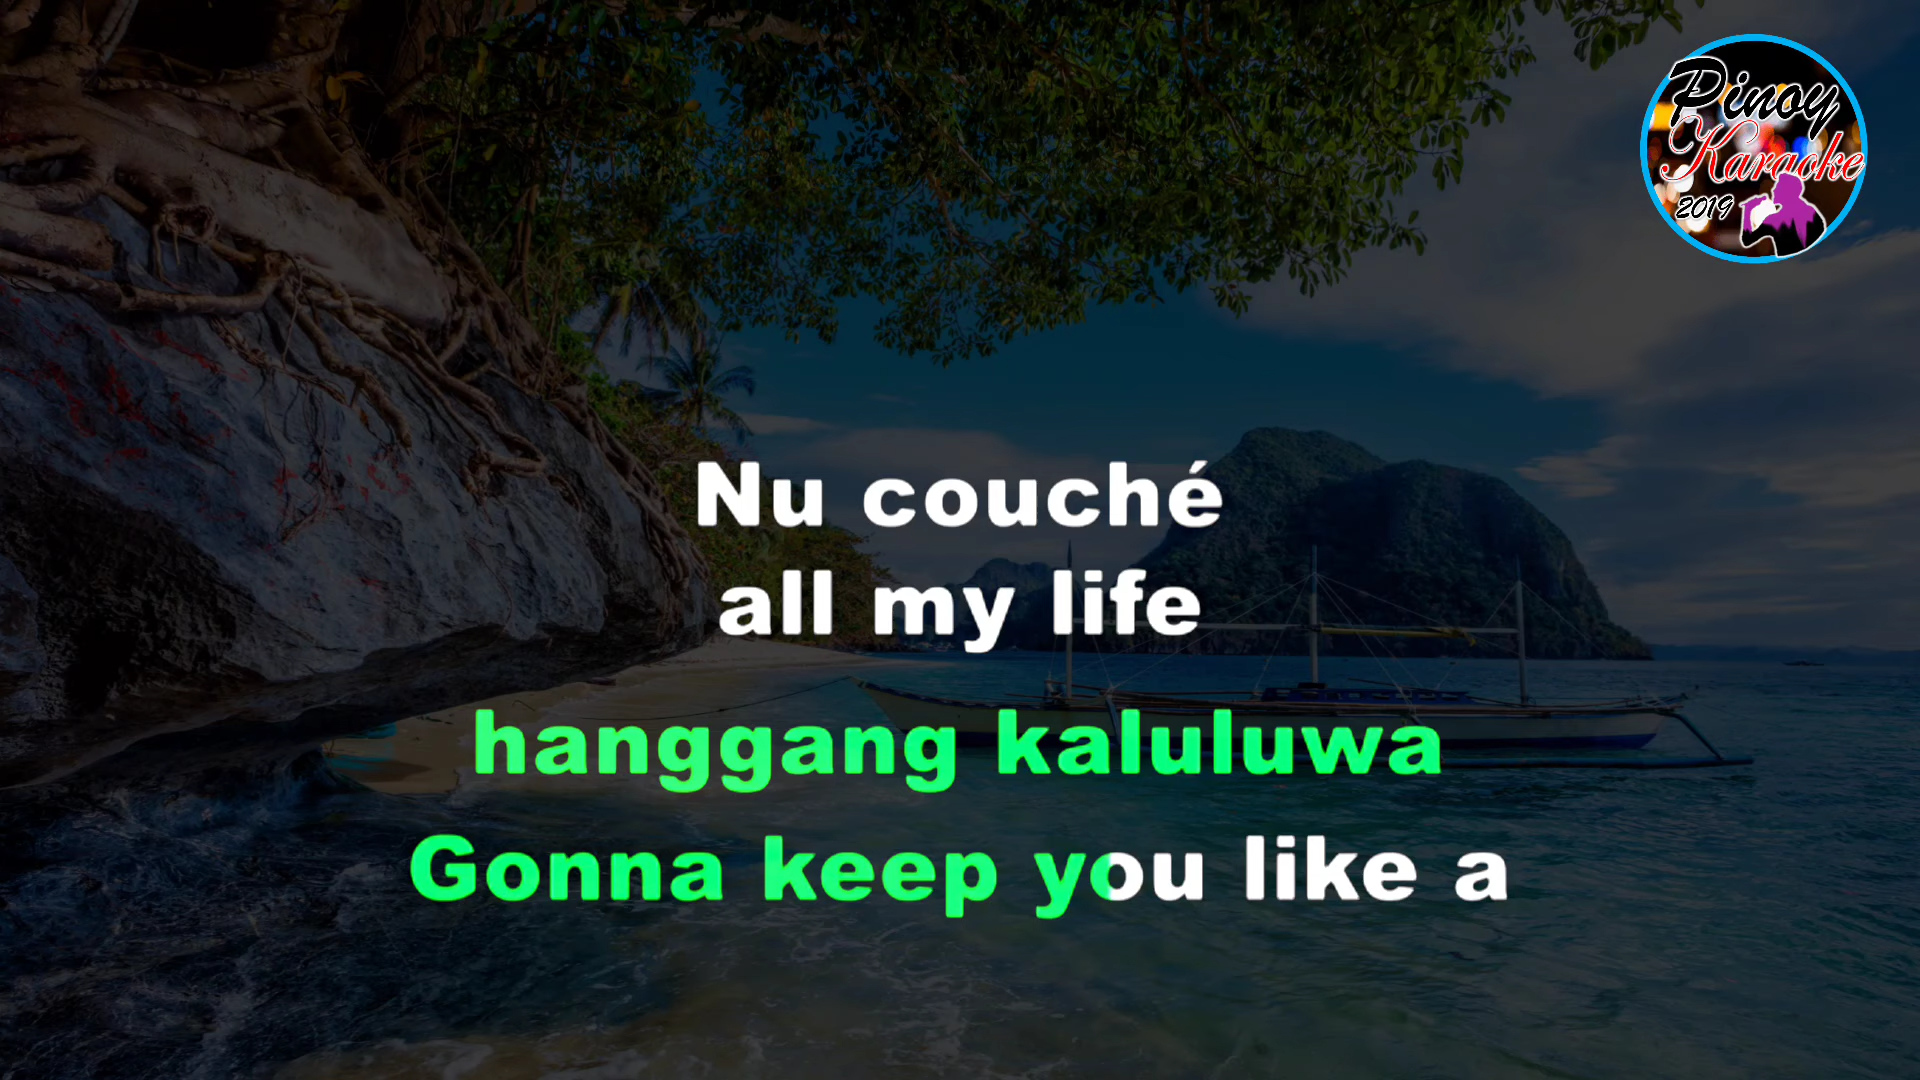 Pinoy
Karaoke
2019
Nu couché
all my life
hanggang kaluluwa
Gonna keep you like a